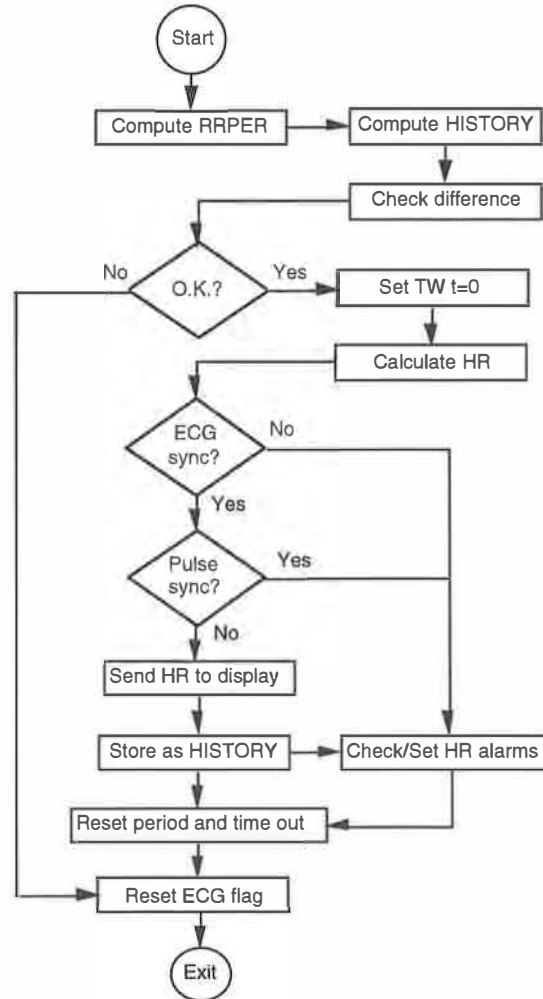 Start
Compute RRPER
Compute HISTORY
Check difference
No
O.K.?
Yes
Set TW t=0
Calculate HR
ECG
sync?
No
Yes
Pulse
sync?
Yes
No
Send HR to display
Store as HISTORY
Check/Set HR alarms
Reset period and time out
Reset ECG flag
Exit